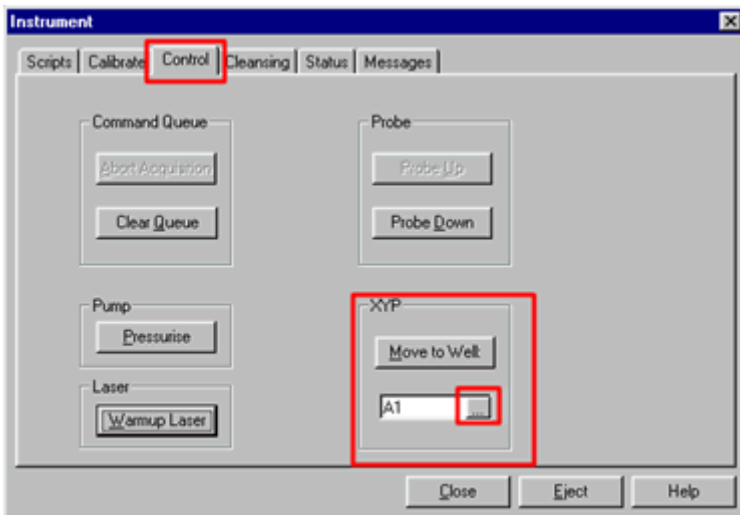 Instrument
Scripts Calibrate Control Cleansing Status Messages
Command Queue
Abort Acquisition
Clear Queue
Probe
Probe Up
Probe Down
Pump
Pressurise
Laser
Warmup Laser
XYP
Move to Well:
A1 ...
Close Eject Help